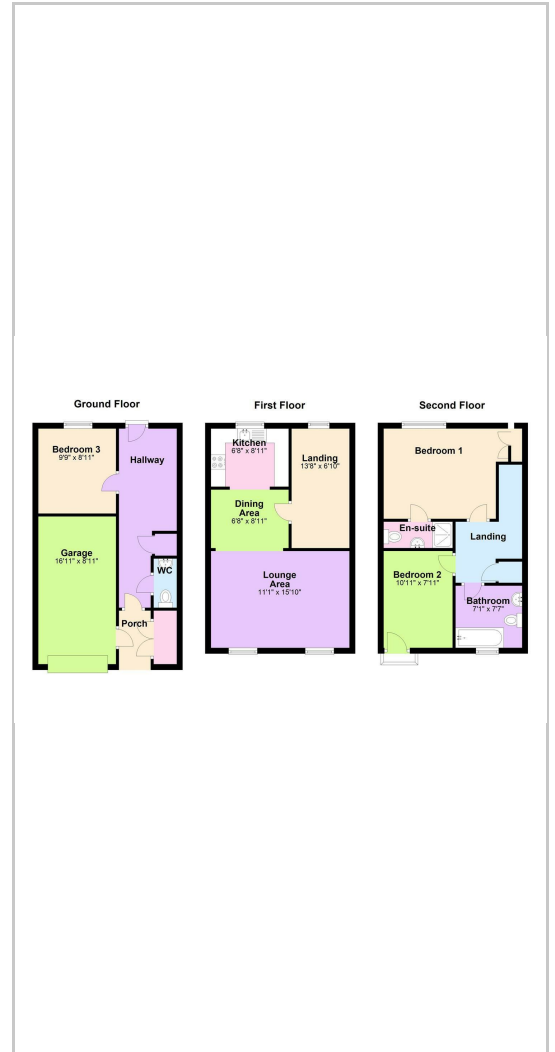 Ground Floor
Bedroom 3
9'9" x 8'11"
Hallway
Garage
16'11" x 8'11"
WC
Porch
First Floor
Kitchen
6'8" x 8'11"
Landing
13'8" x 6'10"
Dining
Area
6'8" x 8'11"
Lounge
Area
11'1" x 15'10"
Second Floor
Bedroom 1
En-suite
Landing
Bedroom 2
10'11" x 7'11"
Bathroom
7'1" x 7'7"